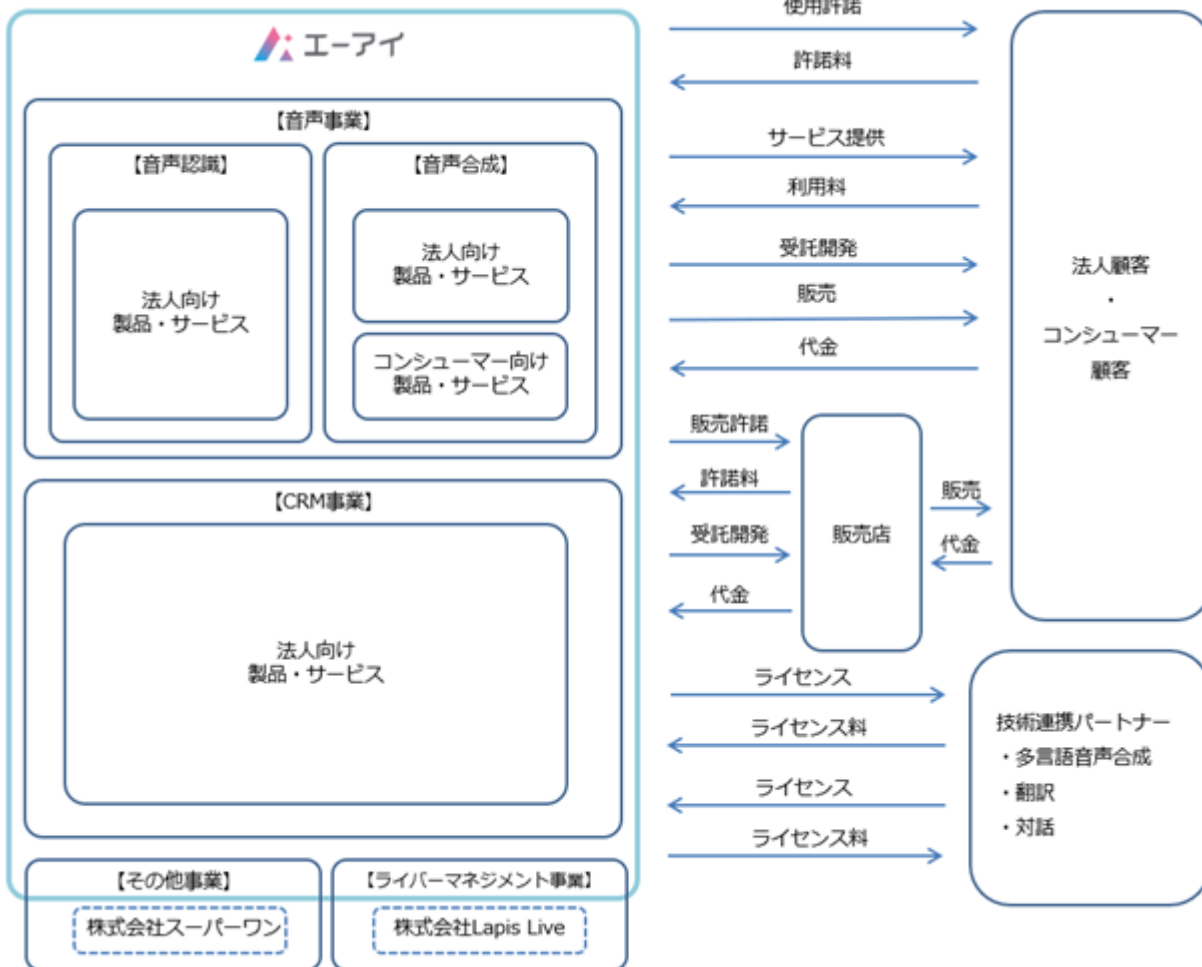 エーアイ
【音声事業】
【音声認識】
法人向け
製品・サービス
【音声合成】
法人向け
製品・サービス
コンシューマー向け
製品・サービス
【CRM事業】
法人向け
製品・サービス
【その他事業】
株式会社スーパーワン
【ライバーマネジメント事業】
株式会社Lapis Live
使用許諾
許諾料
サービス提供
利用料
受託開発
販売
代金
販売許諾
許諾料
受託開発
代金
販売店
販売
代金
法人顧客
・
コンシューマー
顧客
ライセンス
ライセンス料
ライセンス
ライセンス料
技術連携パートナー
・多言語音声合成
・翻訳
・対話